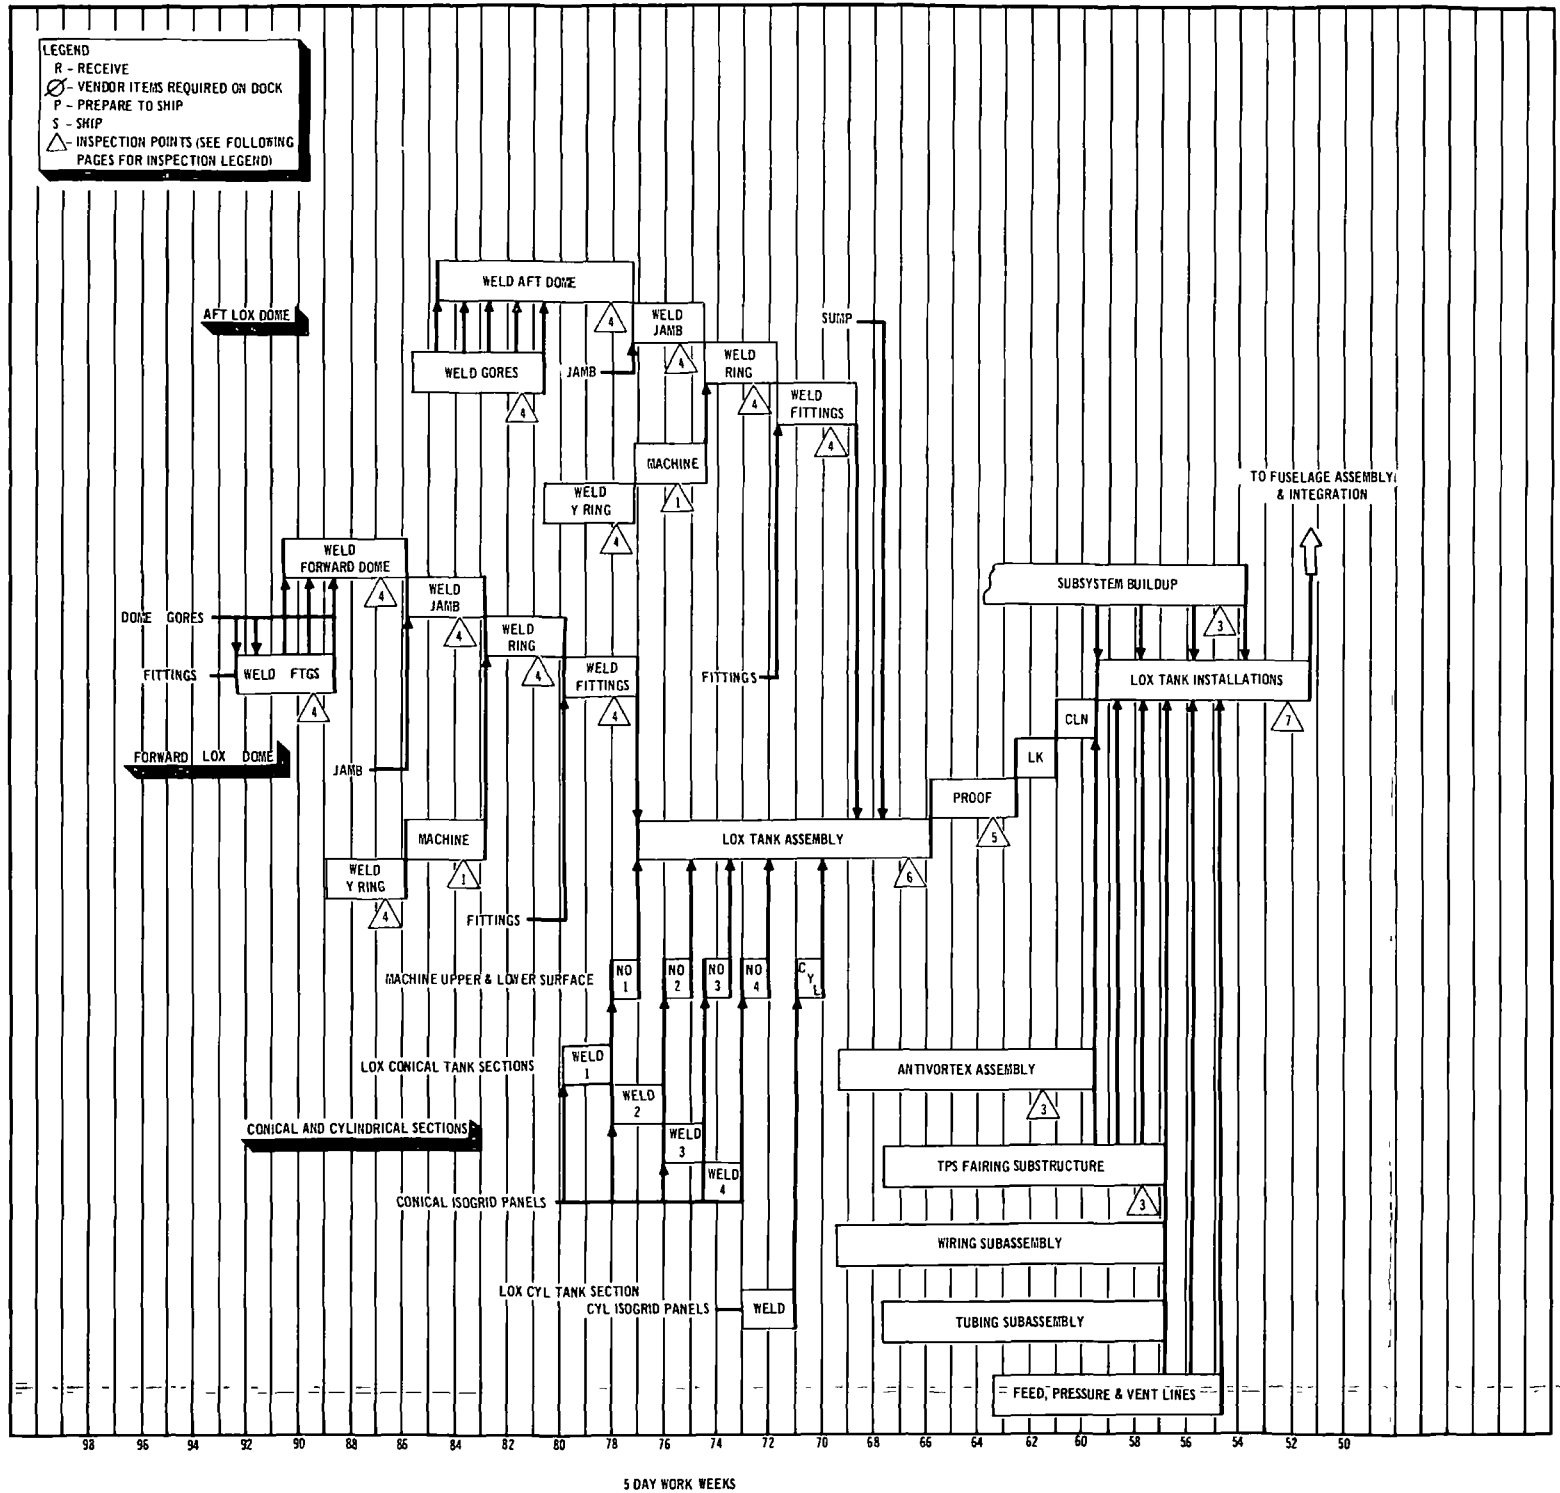 LEGEND
R - RECEIVE
∅ - VENDOR ITEMS REQUIRED ON DOCK
P - PREPARE TO SHIP
S - SHIP
△ - INSPECTION POINTS (SEE FOLLOWING
PAGES FOR INSPECTION LEGEND)
AFT LOX DOME
WELD AFT DOME
4
WELD
JAMB
4
SUMP
WELD GORES
4
JAMB
WELD
RING
4
WELD
FITTINGS
4
MACHINE
1
WELD
Y RING
4
TO FUSELAGE ASSEMBLY
& INTEGRATION
WELD
FORWARD DOME
4
WELD
JAMB
4
SUBSYSTEM BUILDUP
3
DOME GORES
WELD
RING
4
FITTINGS
WELD FTGS
4
WELD
FITTINGS
4
FITTINGS
LOX TANK INSTALLATIONS
7
CLN
FORWARD LOX DOME
JAMB
LK
PROOF
5
MACHINE
1
LOX TANK ASSEMBLY
6
WELD
Y RING
4
FITTINGS
MACHINE UPPER & LOWER SURFACE
NO
1
NO
2
NO
3
NO
4
CYL
LOX CONICAL TANK SECTIONS
WELD
1
ANTIVORTEX ASSEMBLY
3
WELD
2
CONICAL AND CYLINDRICAL SECTIONS
WELD
3
WELD
4
TPS FAIRING SUBSTRUCTURE
3
CONICAL ISOGRID PANELS
WIRING SUBASSEMBLY
LOX CYL TANK SECTION
CYL ISOGRID PANELS
WELD
TUBING SUBASSEMBLY
FEED, PRESSURE & VENT LINES
98 96 94 92 90 88 86 84 82 80 78 76 74 72 70 68 66 64 62 60 58 56 54 52 50
5 DAY WORK WEEKS